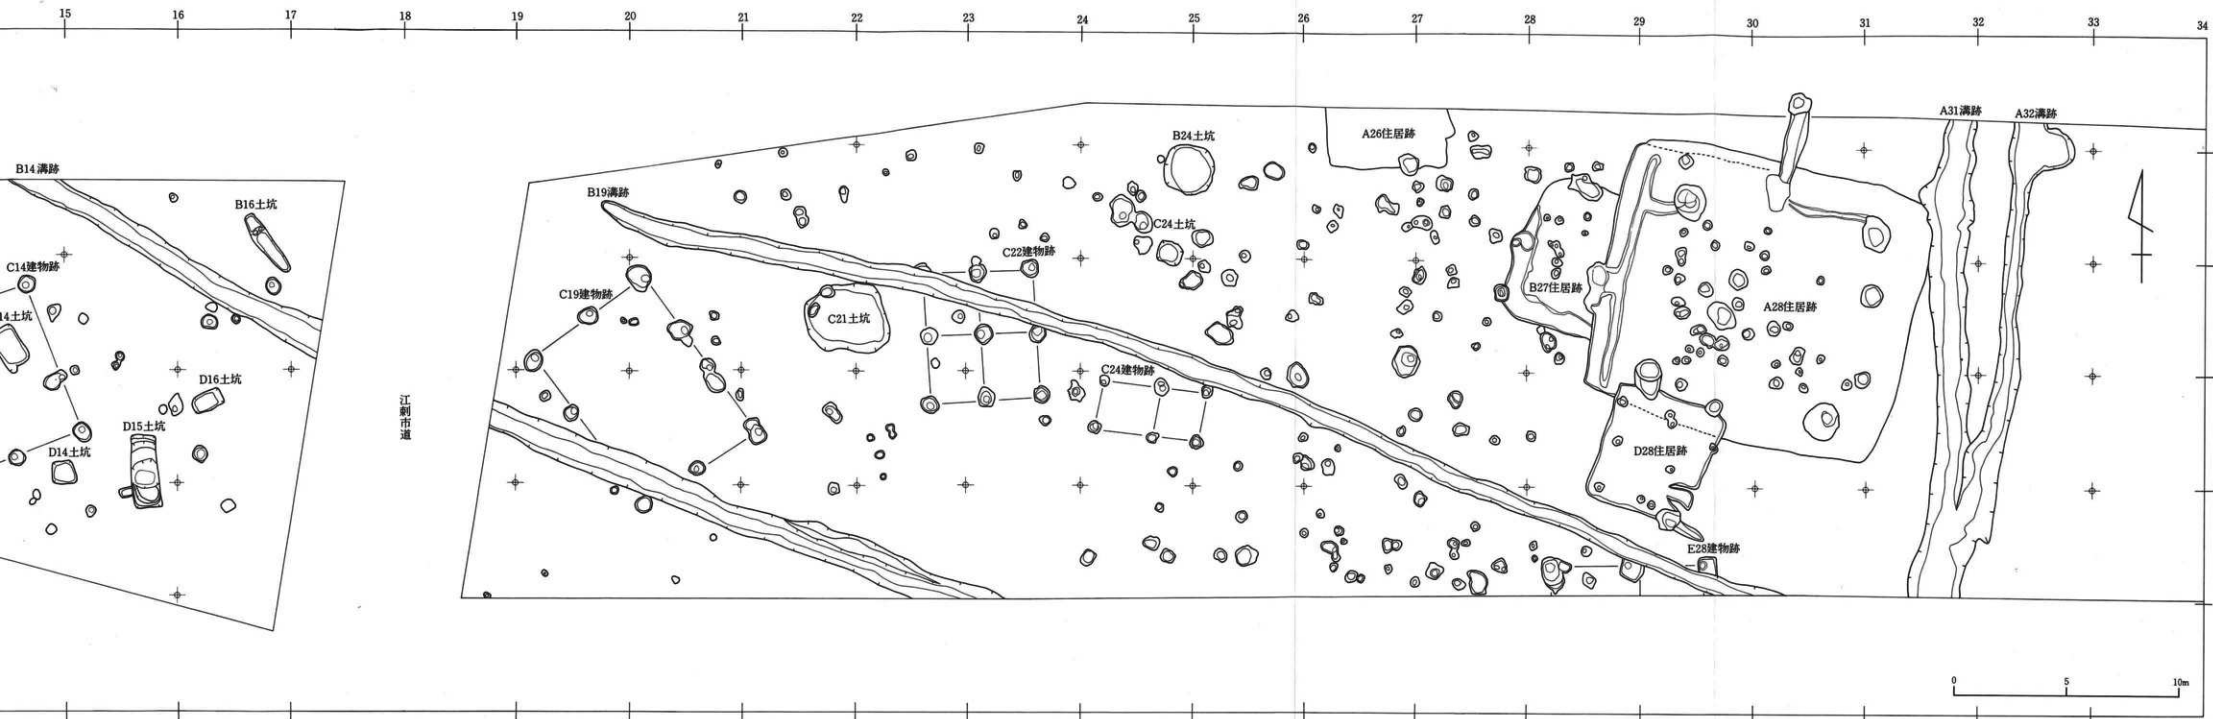 15 16 17 18 19 20 21 22 23 24 25 26 27 28 29 30 31 32 33 34
A31溝跡
A32溝跡
A26住居跡
B24土坑
B14溝跡
B19溝跡
B16土坑
C24土坑
C22建物跡
C14建物跡
C19建物跡
B27住居跡
A28住居跡
14土坑
C21土坑
C24建物跡
D16土坑
江刺市道
D15土坑
D14土坑
D28住居跡
E28建物跡
0 5 10m